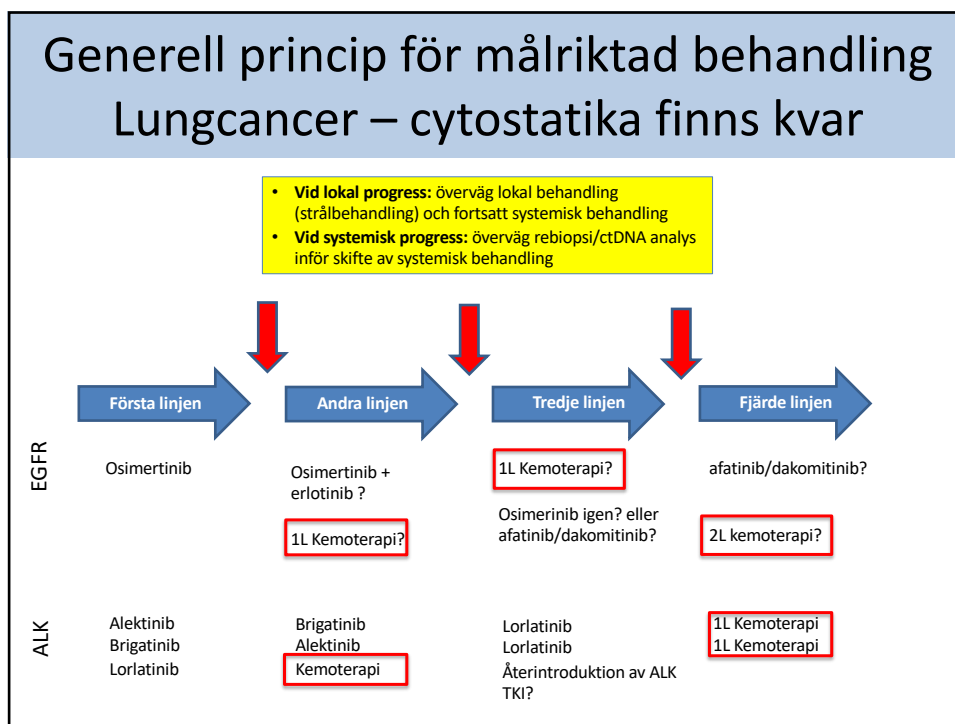 Generell princip för målriktad behandling
Lungcancer – cytostatika finns kvar
• Vid lokal progress: överväg lokal behandling
(strålbehandling) och fortsatt systemisk behandling
• Vid systemisk progress: överväg rebiopsi/ctDNA analys
inför skifte av systemisk behandling
Första linjen
Andra linjen
Tredje linjen
Fjärde linjen
EGFR
Osimertinib
Osimertinib +
erlotinib ?
1L Kemoterapi?
1L Kemoterapi?
Osimerinib igen? eller
afatinib/dakomitinib?
afatinib/dakomitinib?
2L kemoterapi?
ALK
Alektinib
Brigatinib
Lorlatinib
Brigatinib
Alektinib
Kemoterapi
Lorlatinib
Lorlatinib
Återintroduktion av ALK
TKI?
1L Kemoterapi
1L Kemoterapi